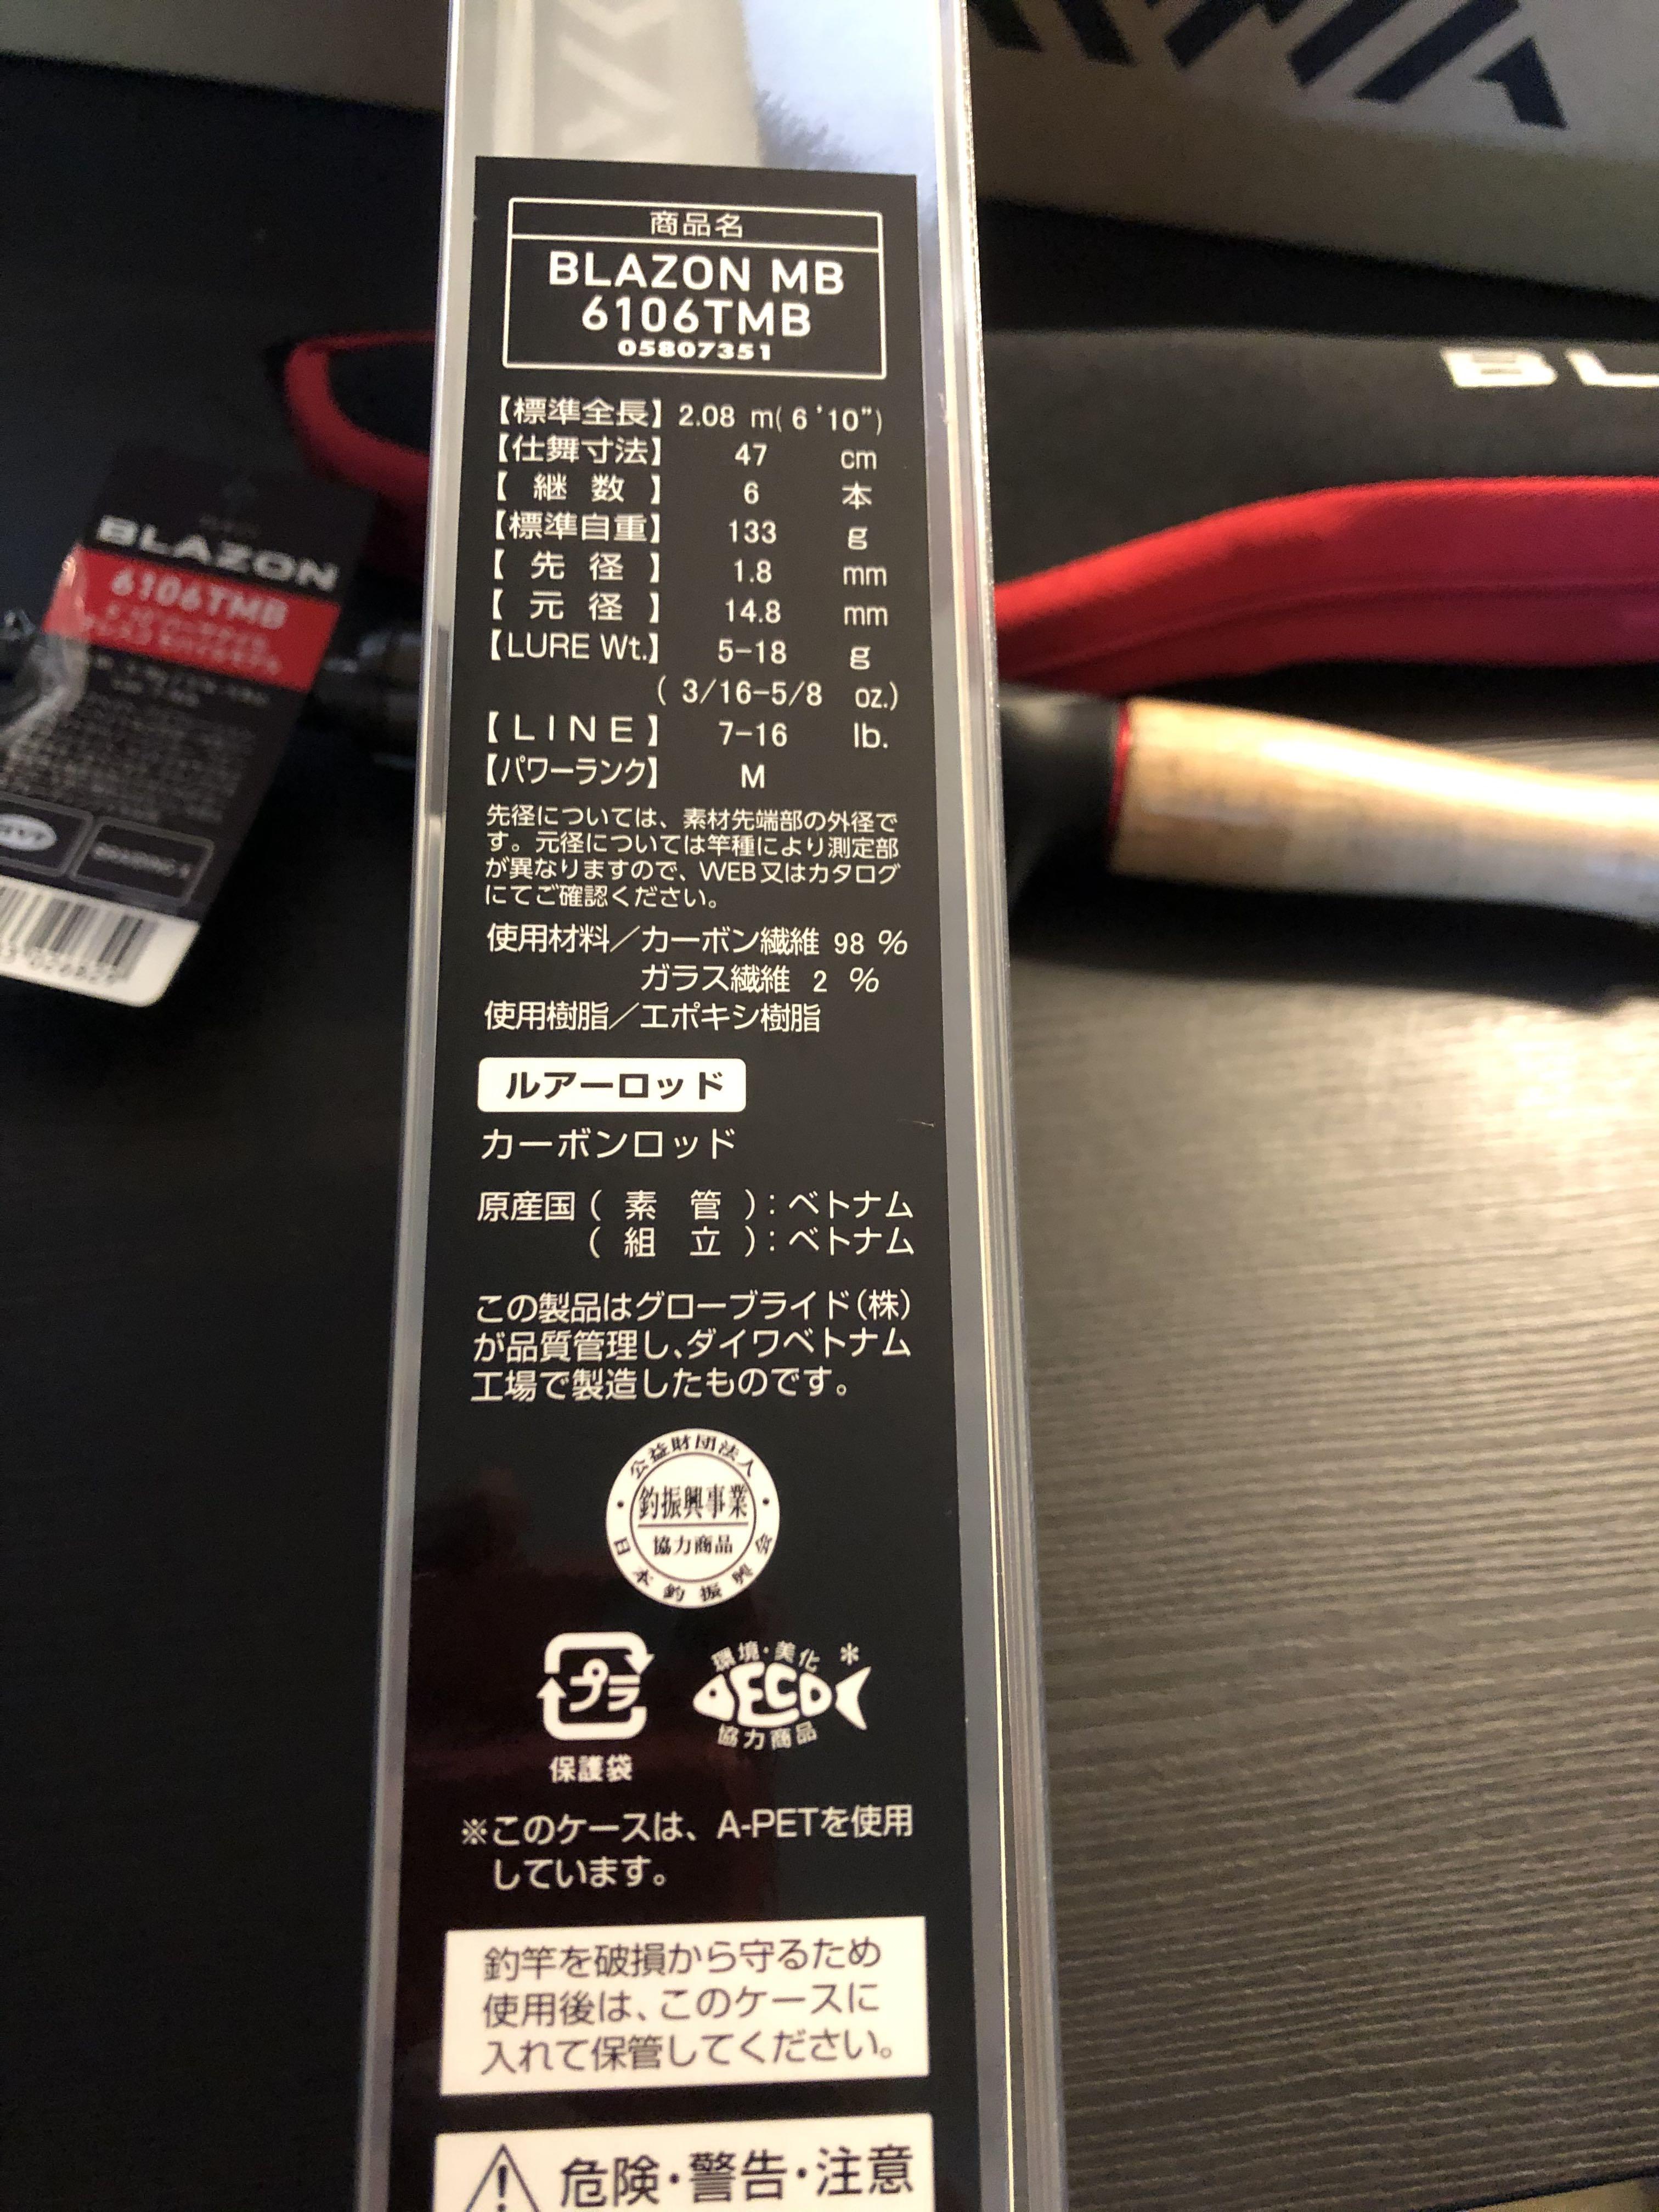 商品名
BLAZON MB
6106TMB
05807351
【標準全長】 2.08 m( 6 '10")
【仕舞寸法】 47 cm
【継数】 6 本
【標準自重】 133 g
【先径】 1.8 mm
【元径】 14.8 mm
【LURE Wt.】 5-18 g
( 3/16-5/8 oz.)
【LINE】 7-16 lb.
【パワーランク】 M
先径については、素材先端部の外径で
す。元径については竿種により測定部
が異なりますので、WEB又はカタログ
にてご確認ください。
使用材料／カーボン繊維 98 %
ガラス繊維 2 %
使用樹脂／エポキシ樹脂
ルアーロッド
カーボンロッド
原産国(素管):ベトナム
(組立):ベトナム
この製品はグローブライド(株)
が品質管理し、ダイワベトナム
工場で製造したものです。
公益財団法人
釣振興事業
協力商品
日本釣振興会
プラ
保護袋
環境・美化
ECO
協力商品
※このケースは、A-PETを使用
しています。
釣竿を破損から守るため
使用後は、このケースに
入れて保管してください。
危険・警告・注意
BLAZON
6106TMB
BL